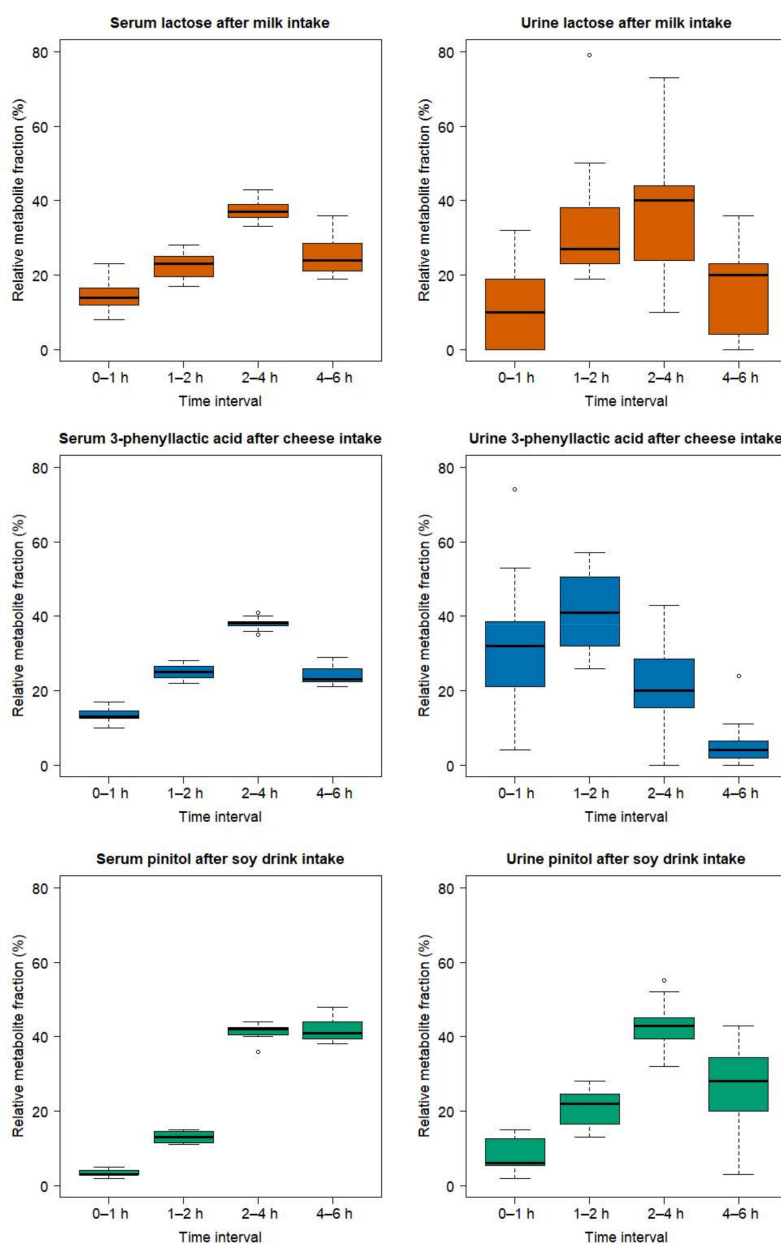 Serum lactose after milk intake
Relative metabolite fraction (%)
80
60
40
20
0
0–1 h 1–2 h 2–4 h 4–6 h
Time interval
Urine lactose after milk intake
Relative metabolite fraction (%)
80
60
40
20
0
0–1 h 1–2 h 2–4 h 4–6 h
Time interval
Serum 3-phenyllactic acid after cheese intake
Relative metabolite fraction (%)
80
60
40
20
0
0–1 h 1–2 h 2–4 h 4–6 h
Time interval
Urine 3-phenyllactic acid after cheese intake
Relative metabolite fraction (%)
80
60
40
20
0
0–1 h 1–2 h 2–4 h 4–6 h
Time interval
Serum pinitol after soy drink intake
Relative metabolite fraction (%)
80
60
40
20
0
0–1 h 1–2 h 2–4 h 4–6 h
Time interval
Urine pinitol after soy drink intake
Relative metabolite fraction (%)
80
60
40
20
0
0–1 h 1–2 h 2–4 h 4–6 h
Time interval